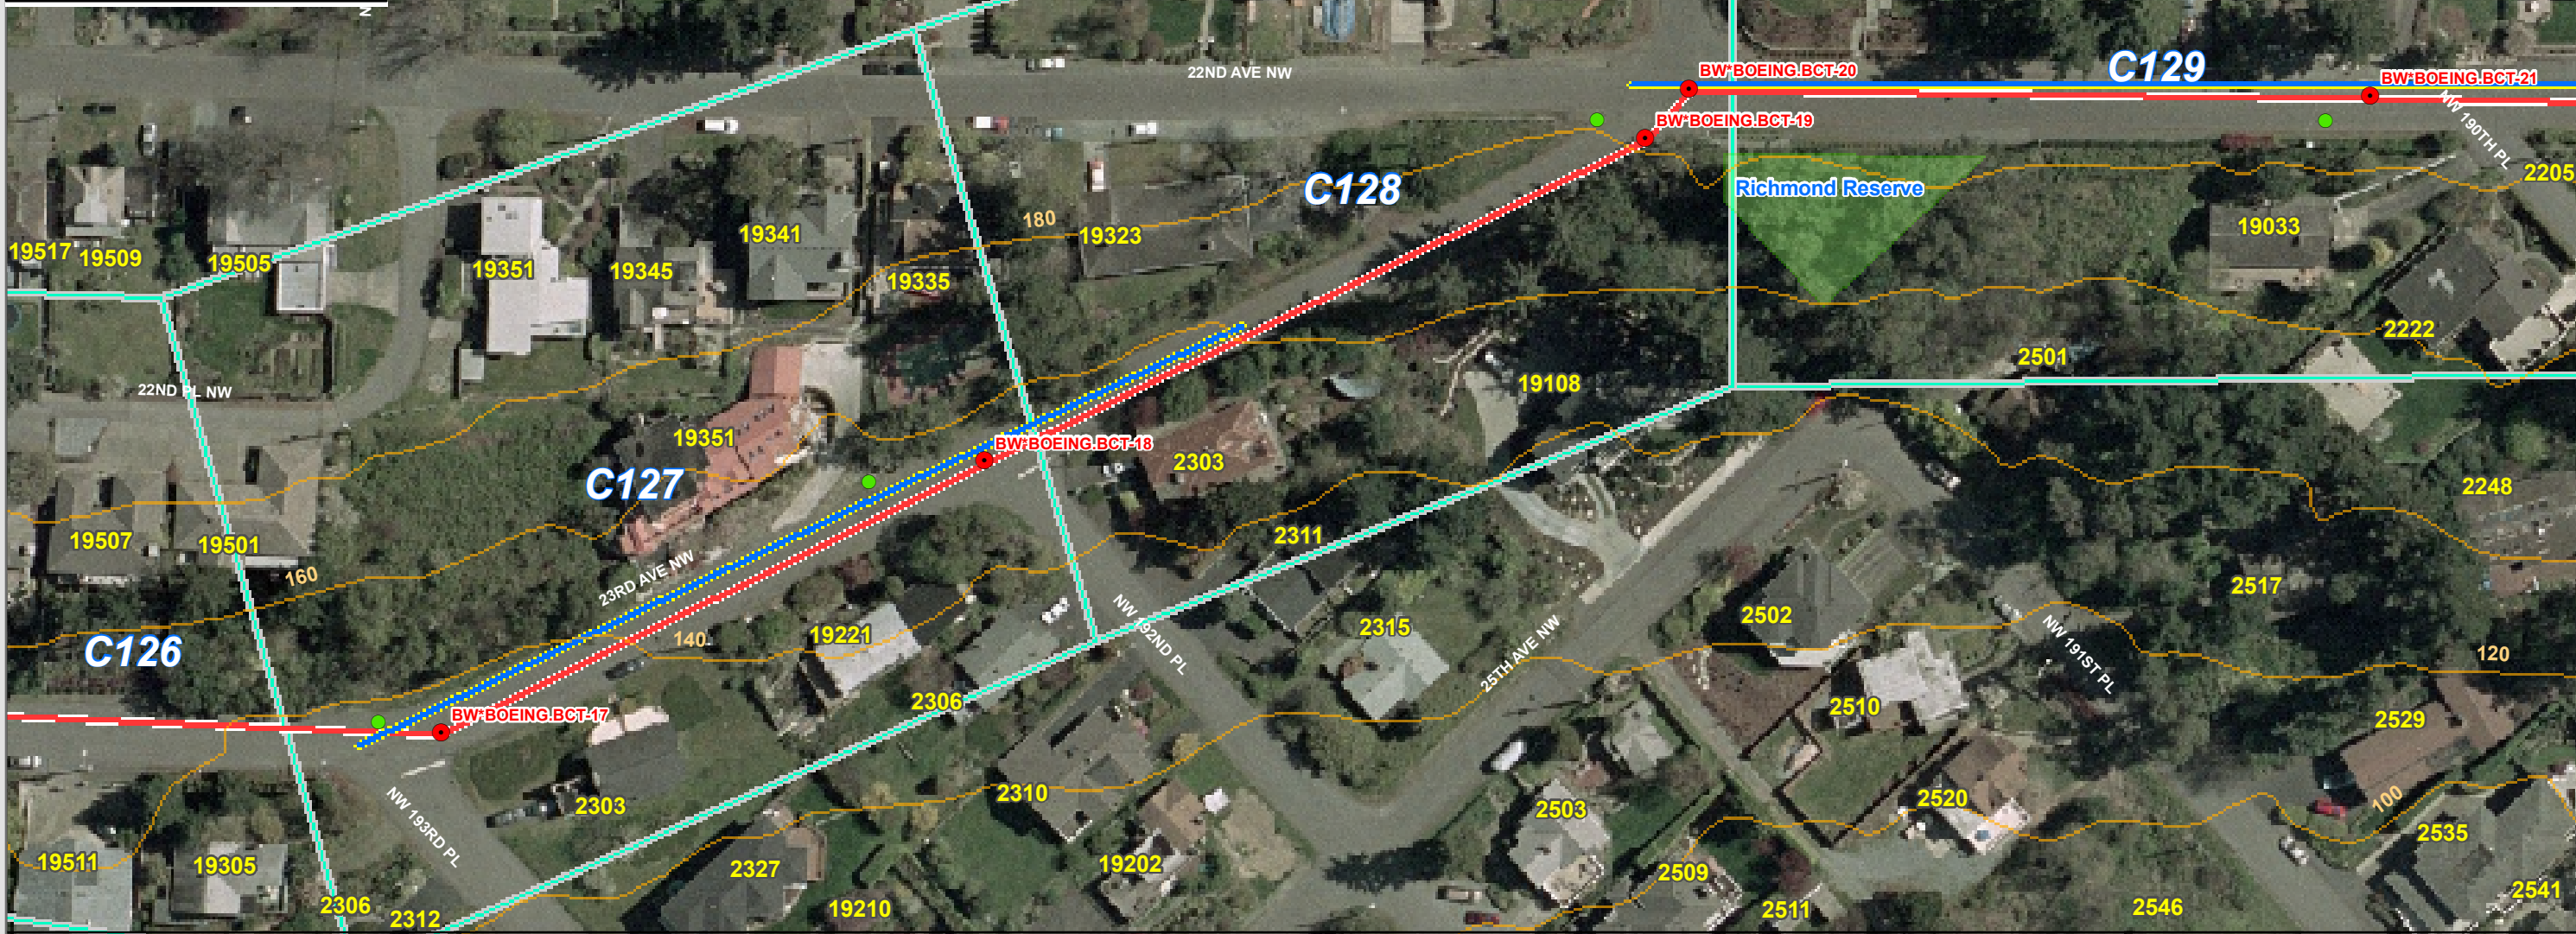 N
22ND AVE NW
BW*BOEING.BCT-20
C129
BW*BOEING.BCT-21
BW*BOEING.BCT-19
NW 190TH PL
2205
Richmond Reserve
C128
180
19323
19341
19033
19517
19509
19505
19351
19345
19335
2222
2501
19108
22ND PL NW
19351
BW*BOEING.BCT-18
2303
C127
2248
19507
19501
2311
160
23RD AVE NW
2517
2502
19221
140
2315
NW 192ND PL
25TH AVE NW
NW 191ST PL
120
C126
2306
2510
BW*BOEING.BCT-17
2529
2303
2310
2503
2520
100
NW 193RD PL
2535
19511
19305
2327
19202
2509
2541
2306
2312
19210
2511
2546